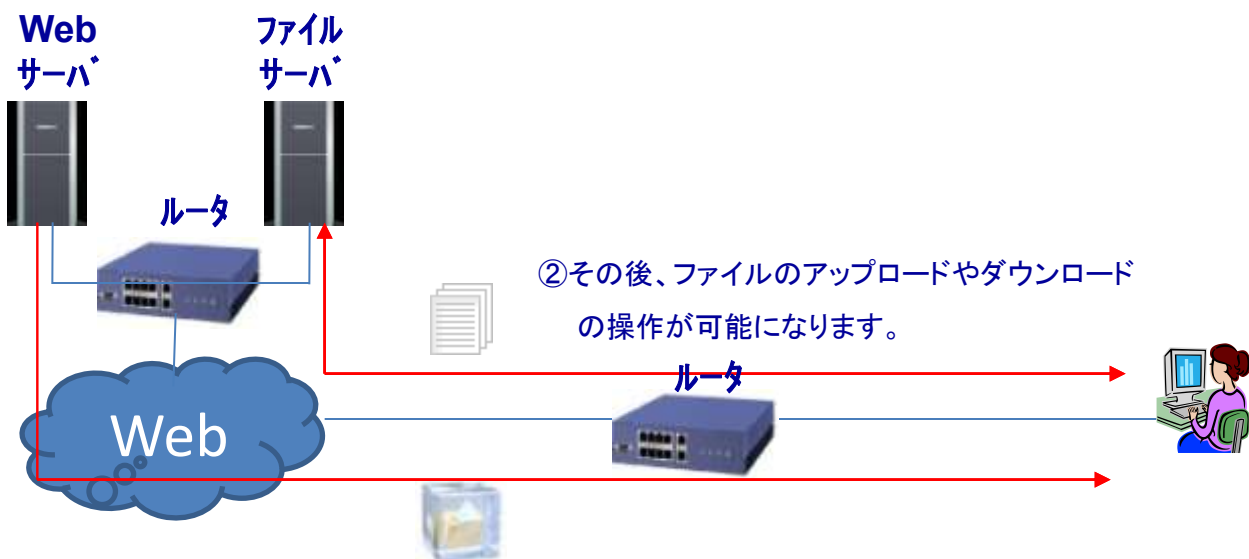 Web
サーバ
ファイル
サーバ
ルータ
②その後、ファイルのアップロードやダウンロード
の操作が可能になります。
ルータ
Web